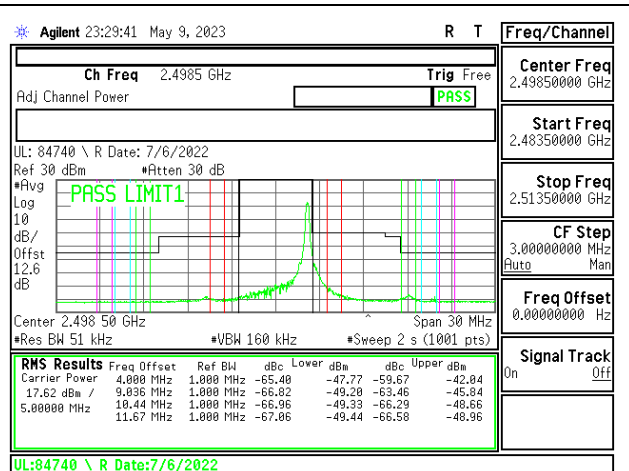 Agilent 23:29:41 May 9, 2023 R T
Freq/Channel
Ch Freq 2.4985 GHz Trig Free
Adj Channel Power PASS
UL: 84740 \ R Date: 7/6/2022
Ref 30 dBm #Atten 30 dB
#Avg
Log
10
dB/
Offst
12.6
dB
PASS LIMIT1
Center 2.498 50 GHz ^ Span 30 MHz
#Res BW 51 kHz #VBW 160 kHz #Sweep 2 s (1001 pts)
RMS Results Freq Offset Ref BW dBc Lower dBm dBc Upper dBm
Carrier Power 4.000 MHz 1.000 MHz -65.40 -47.77 -59.67 -42.04
17.62 dBm / 9.036 MHz 1.000 MHz -66.82 -49.20 -63.46 -45.84
5.00000 MHz 10.44 MHz 1.000 MHz -66.96 -49.33 -66.29 -48.66
11.67 MHz 1.000 MHz -67.06 -49.44 -66.58 -48.96
UL:84740 \ R Date:7/6/2022
Center Freq
2.49850000 GHz
Start Freq
2.48350000 GHz
Stop Freq
2.51350000 GHz
CF Step
3.00000000 MHz
Auto Man
Freq Offset
0.00000000 Hz
Signal Track
On Off